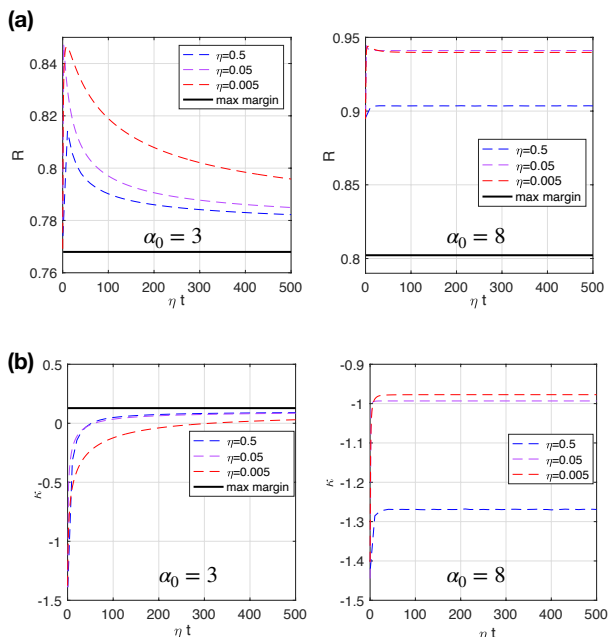 (a)
0.84
0.82
0.8
0.78
0.76
R
η=0.5
η=0.05
η=0.005
max margin
α₀ = 3
0 100 200 300 400 500
η t
0.95
0.9
0.85
0.8
R
η=0.5
η=0.05
η=0.005
max margin
α₀ = 8
0 100 200 300 400 500
η t
(b)
0.5
0
-0.5
-1
-1.5
κ
η=0.5
η=0.05
η=0.005
max margin
α₀ = 3
0 100 200 300 400 500
η t
-0.9
-1
-1.1
-1.2
-1.3
-1.4
-1.5
κ
η=0.5
η=0.05
η=0.005
α₀ = 8
0 100 200 300 400 500
η t